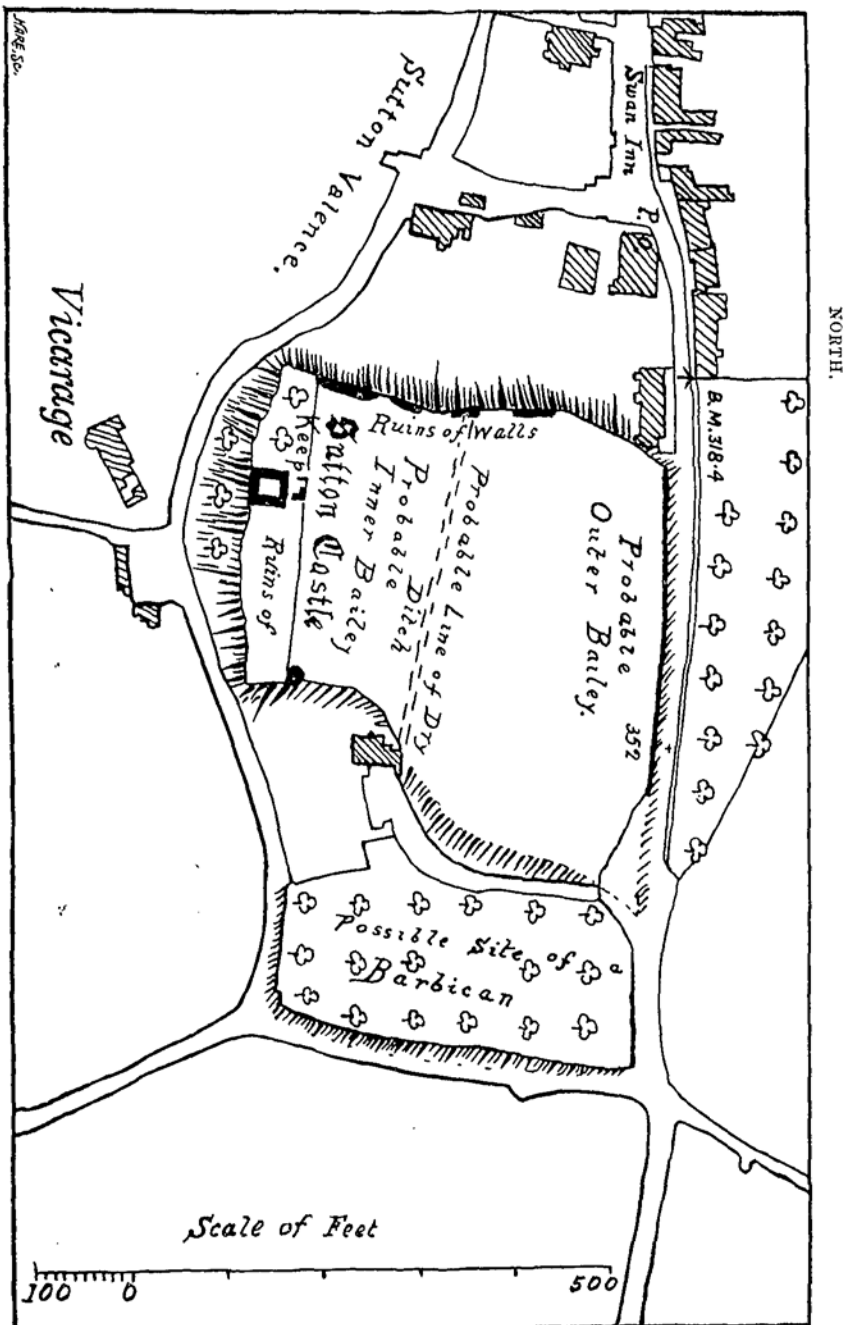 NORTH.
Swan Inn
P.O.
B.M. 318.4
Sutton Valence.
Vicarage
Probable
Outer Bailey.
352
Probable Line of Dry
Ditch
Probable
Inner Bailey
Ruins of Walls
Ruins of
Sutton Castle
Keep
Possible Site of a
Barbican
Scale of Feet
100 0 500
HARE. SC.